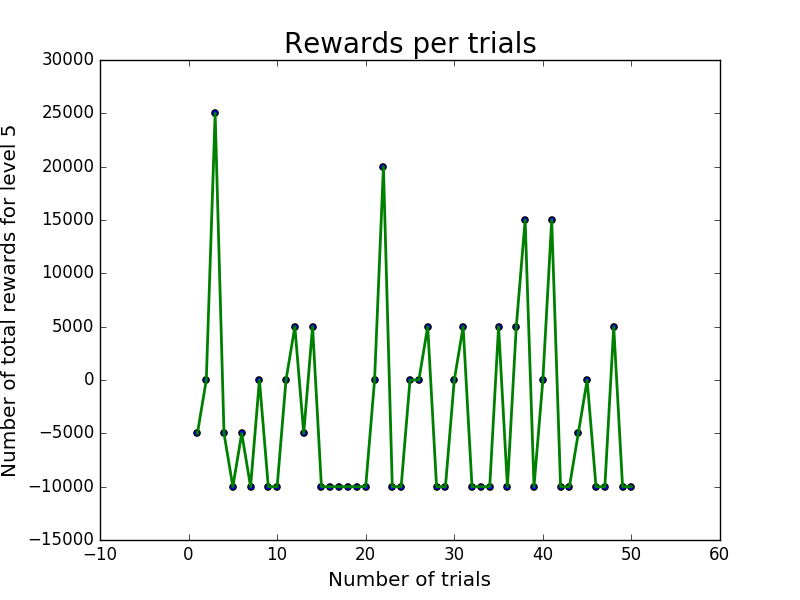 Rewards per trials
Number of total rewards for level 5
30000
25000
20000
15000
10000
5000
0
−5000
−10000
−15000
−10 0 10 20 30 40 50 60
Number of trials